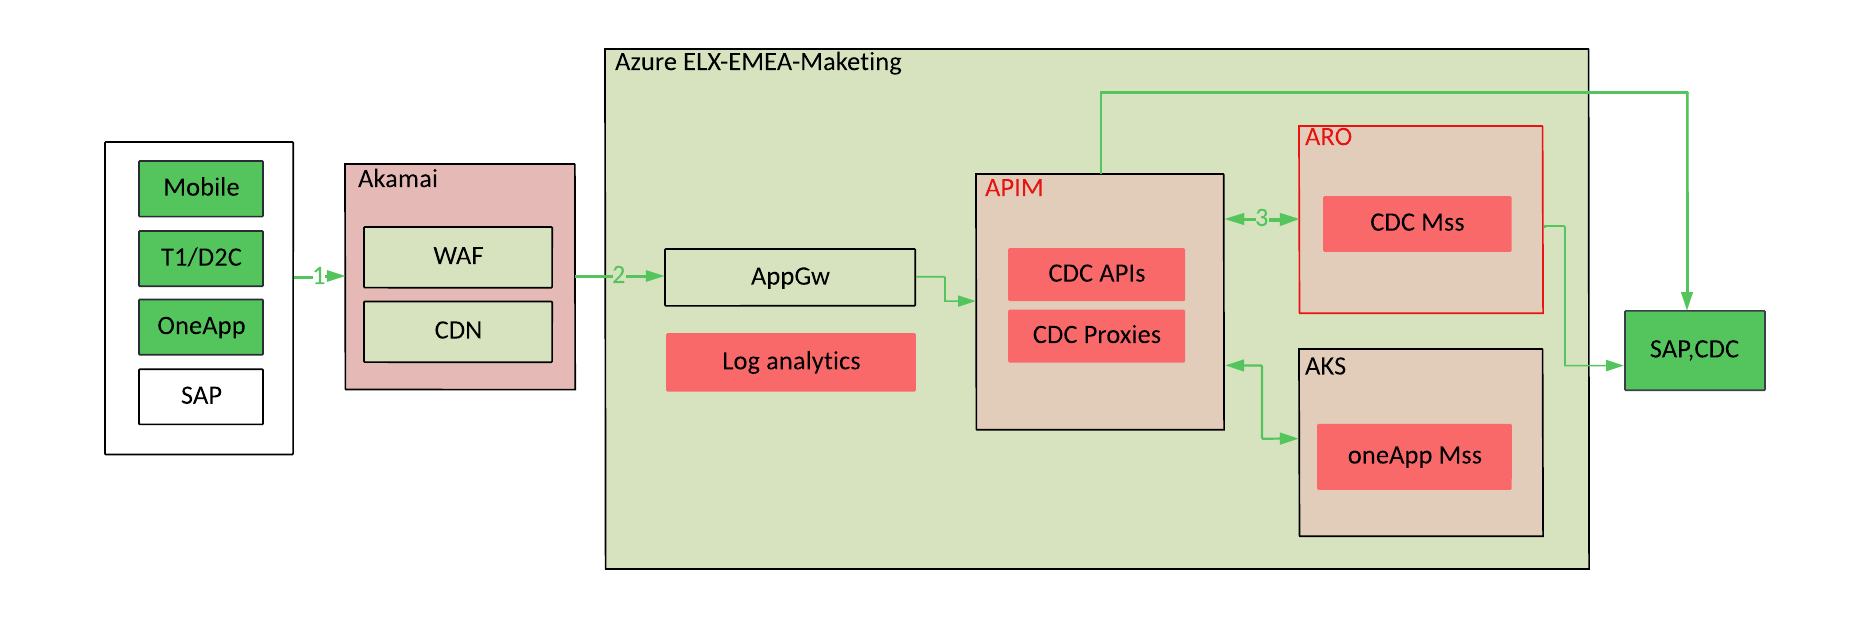 Azure ELX-EMEA-Maketing
Mobile
T1/D2C
OneApp
SAP
1
Akamai
WAF
CDN
2
AppGw
Log analytics
APIM
CDC APIs
CDC Proxies
3
ARO
CDC Mss
AKS
oneApp Mss
SAP,CDC